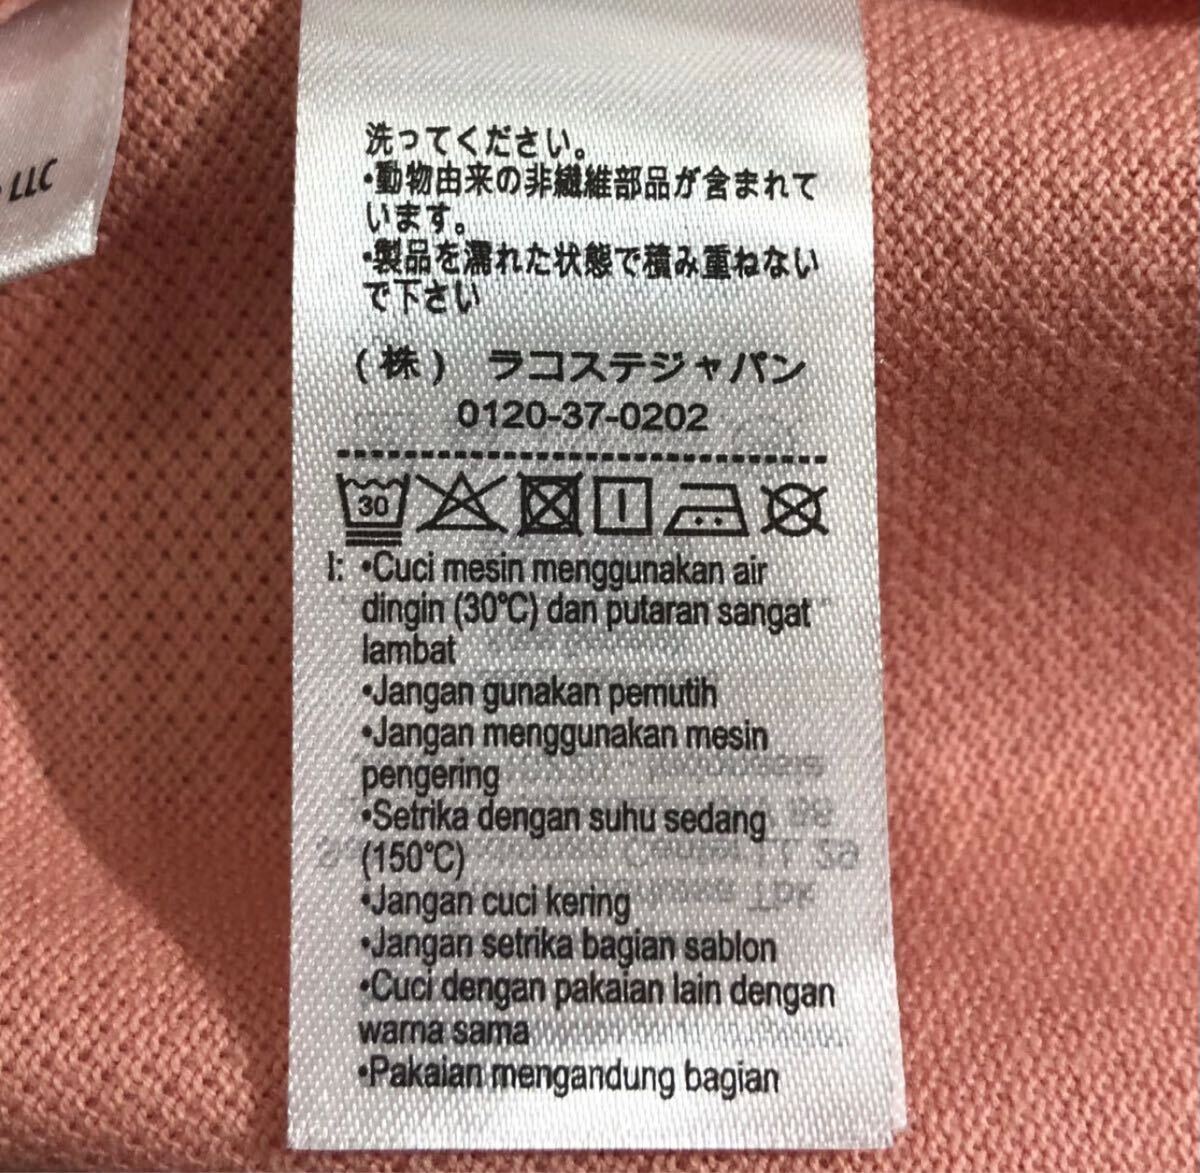 LLC
洗ってください。
•動物由来の非繊維部品が含まれて
います。
•製品を濡れた状態で積み重ねない
で下さい
(株) ラコステジャパン
0120-37-0202
30
I: •Cuci mesin menggunakan air
dingin (30°C) dan putaran sangat
lambat
•Jangan gunakan pemutih
•Jangan menggunakan mesin
pengering
•Setrika dengan suhu sedang
(150°C)
•Jangan cuci kering
•Jangan setrika bagian sablon
•Cuci dengan pakaian lain dengan
warna sama
•Pakaian mengandung bagian